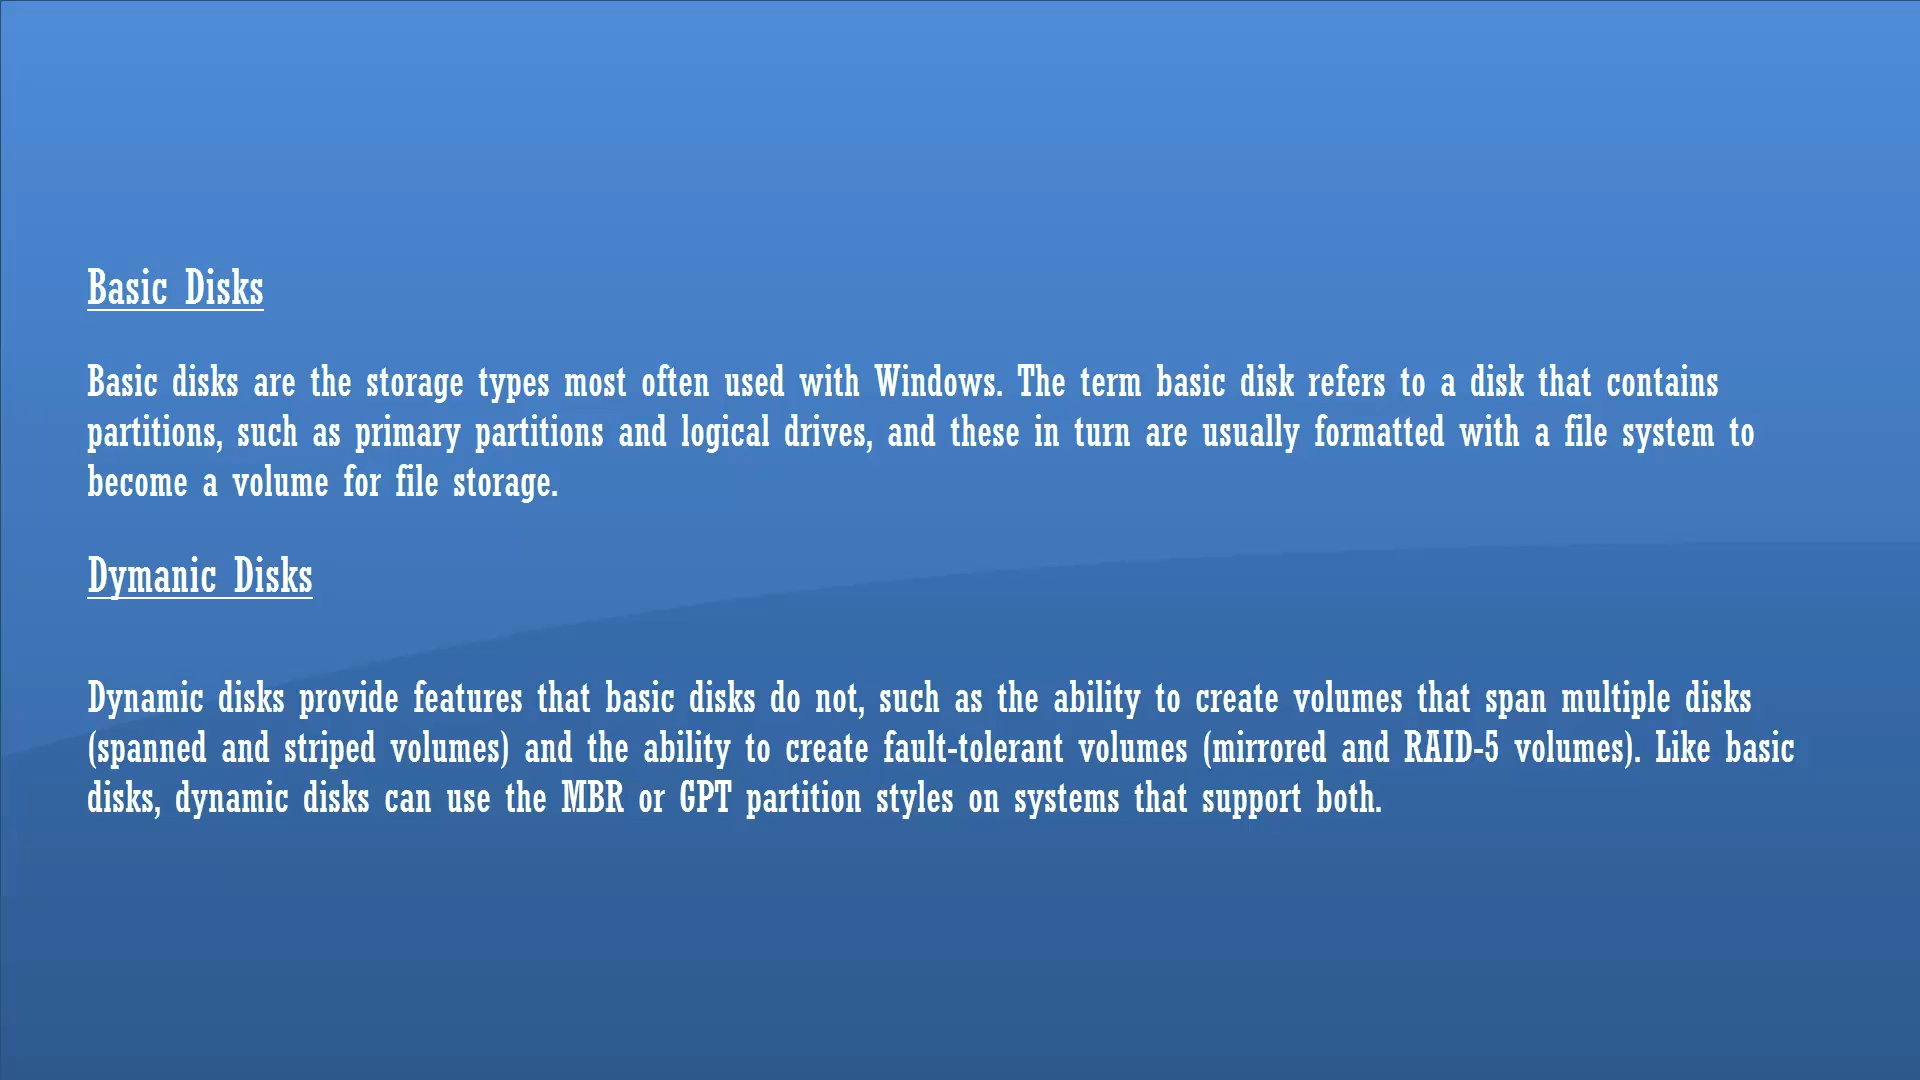 Basic Disks
Basic disks are the storage types most often used with Windows. The term basic disk refers to a disk that contains
partitions, such as primary partitions and logical drives, and these in turn are usually formatted with a file system to
become a volume for file storage.
Dymanic Disks
Dynamic disks provide features that basic disks do not, such as the ability to create volumes that span multiple disks
(spanned and striped volumes) and the ability to create fault-tolerant volumes (mirrored and RAID-5 volumes). Like basic
disks, dynamic disks can use the MBR or GPT partition styles on systems that support both.